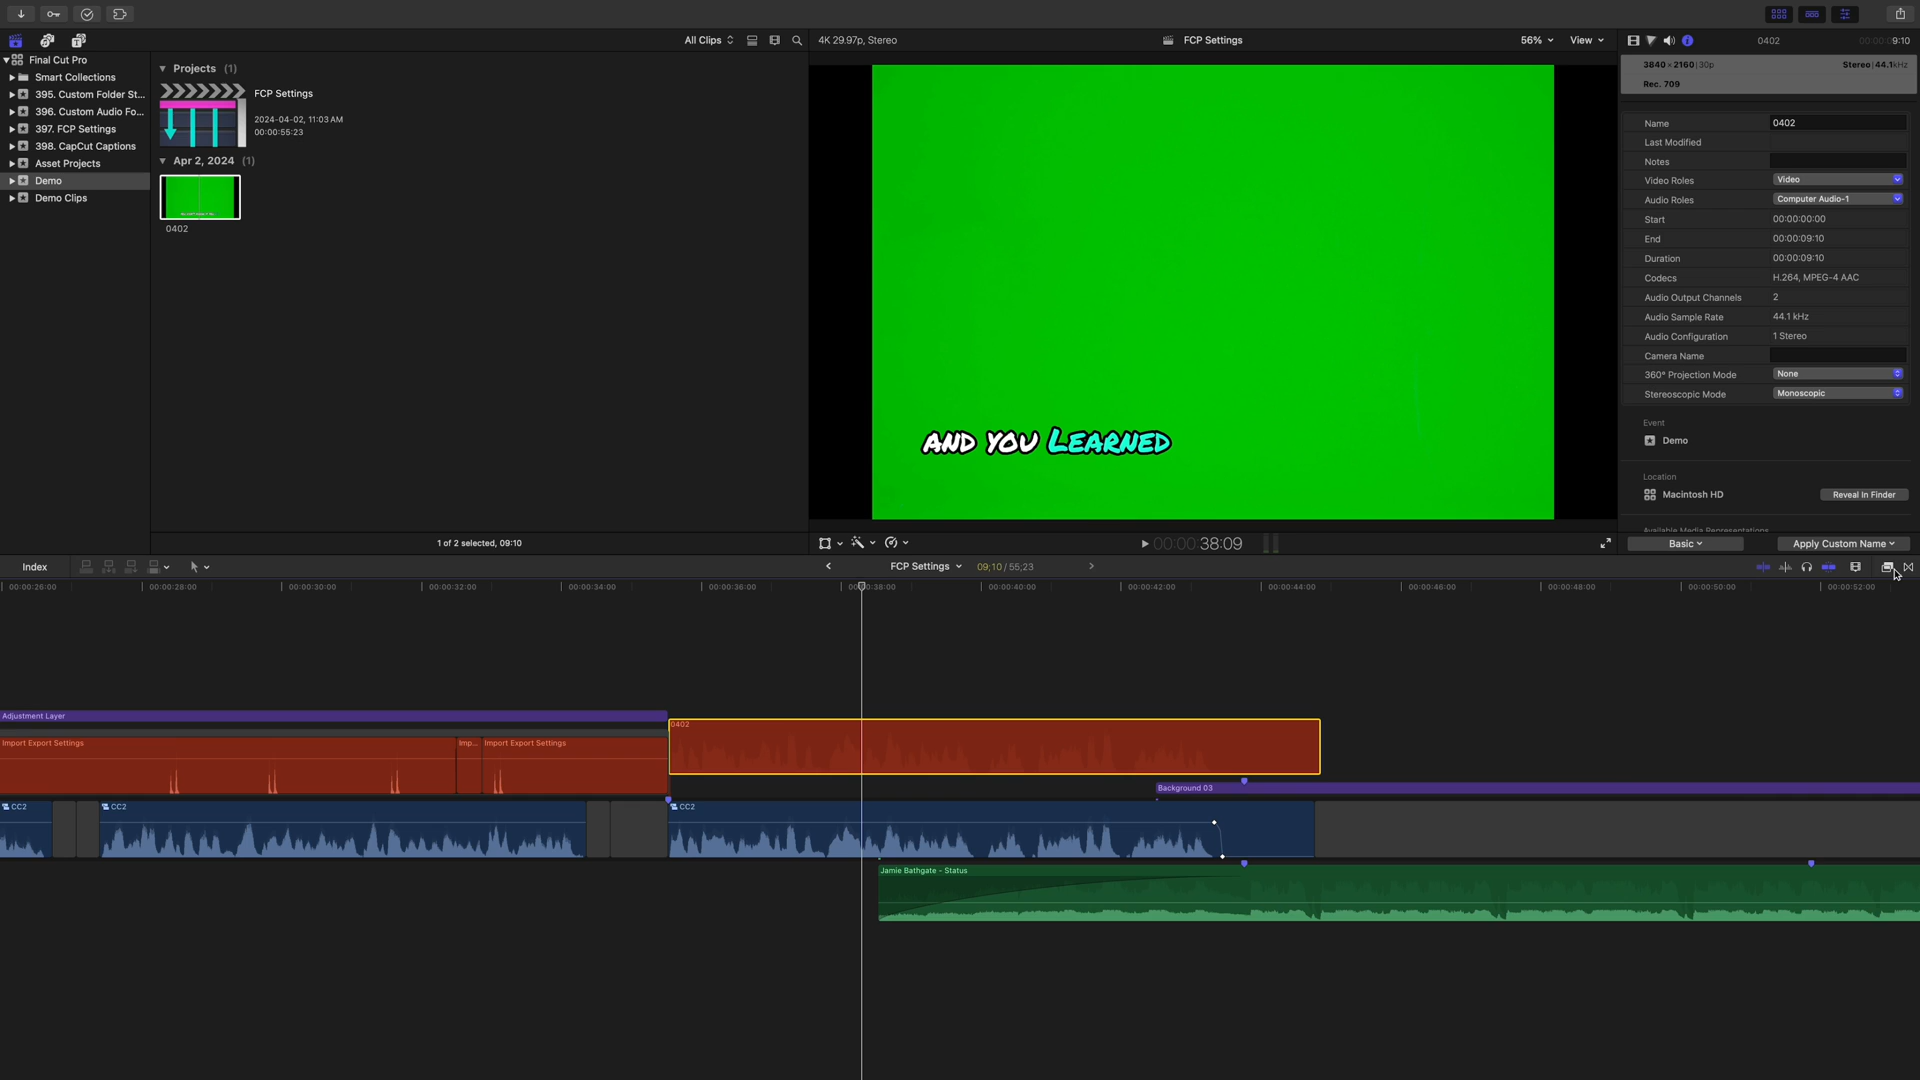 All Clips
4K 29.97p, Stereo
FCP Settings
56%
View
0402
00:00:09:10
Final Cut Pro
Smart Collections
395. Custom Folder St...
396. Custom Audio Fo...
397. FCP Settings
398. CapCut Captions
Asset Projects
Demo
Demo Clips
Projects (1)
FCP Settings
2024-04-02, 11:03 AM
00:00:55:23
Apr 2, 2024 (1)
0402
1 of 2 selected, 09:10
AND YOU LEARNED
00:00:38:09
3840 × 2160 | 30p
Stereo | 44.1kHz
Rec. 709
Name 0402
Last Modified
Notes
Video Roles Video
Audio Roles Computer Audio-1
Start 00:00:00:00
End 00:00:09:10
Duration 00:00:09:10
Codecs H.264, MPEG-4 AAC
Audio Output Channels 2
Audio Sample Rate 44.1 kHz
Audio Configuration 1 Stereo
Camera Name
360° Projection Mode None
Stereoscopic Mode Monoscopic
Event
Demo
Location
Macintosh HD
Reveal In Finder
Available Media Representations
Basic
Apply Custom Name
Index
FCP Settings
09;10 / 55;23
00:00:26:00
00:00:28:00
00:00:30:00
00:00:32:00
00:00:34:00
00:00:36:00
00:00:38:00
00:00:40:00
00:00:42:00
00:00:44:00
00:00:46:00
00:00:48:00
00:00:50:00
00:00:52:00
Adjustment Layer
0402
Import Export Settings
Imp...
Import Export Settings
Background 03
CC2
CC2
CC2
Jamie Bathgate - Status